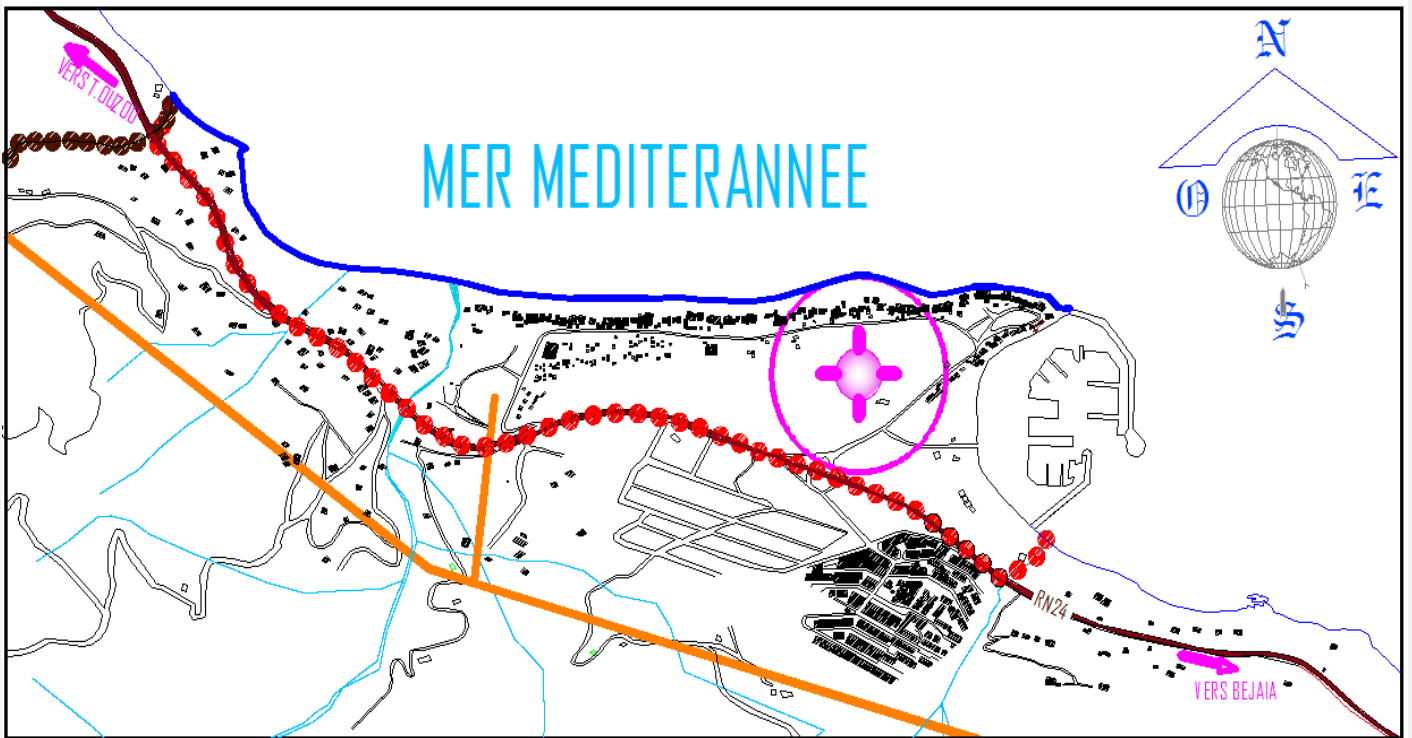 N
VERS T.OUZOU
MER MEDITERANNEE
O
E
S
RN24
VERS BEJAIA